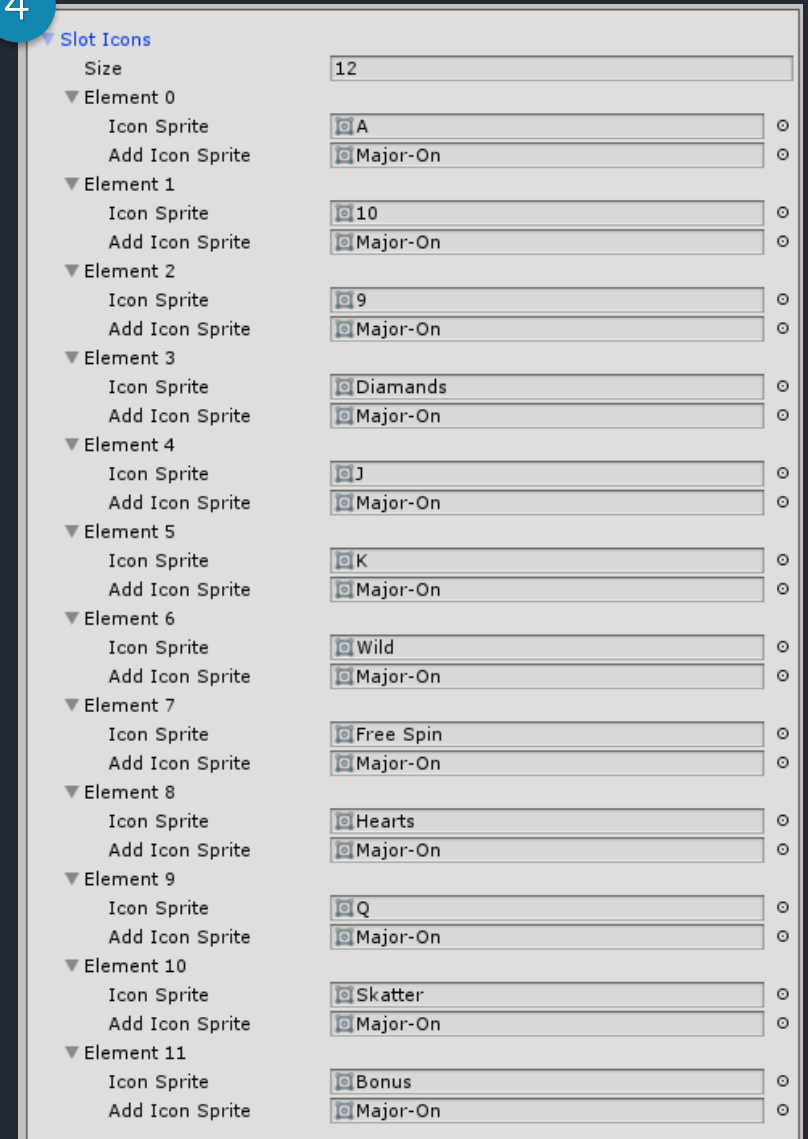 4
Slot Icons
Size 12
Element 0
Icon Sprite A
Add Icon Sprite Major-On
Element 1
Icon Sprite 10
Add Icon Sprite Major-On
Element 2
Icon Sprite 9
Add Icon Sprite Major-On
Element 3
Icon Sprite Diamands
Add Icon Sprite Major-On
Element 4
Icon Sprite J
Add Icon Sprite Major-On
Element 5
Icon Sprite K
Add Icon Sprite Major-On
Element 6
Icon Sprite Wild
Add Icon Sprite Major-On
Element 7
Icon Sprite Free Spin
Add Icon Sprite Major-On
Element 8
Icon Sprite Hearts
Add Icon Sprite Major-On
Element 9
Icon Sprite Q
Add Icon Sprite Major-On
Element 10
Icon Sprite Skatter
Add Icon Sprite Major-On
Element 11
Icon Sprite Bonus
Add Icon Sprite Major-On